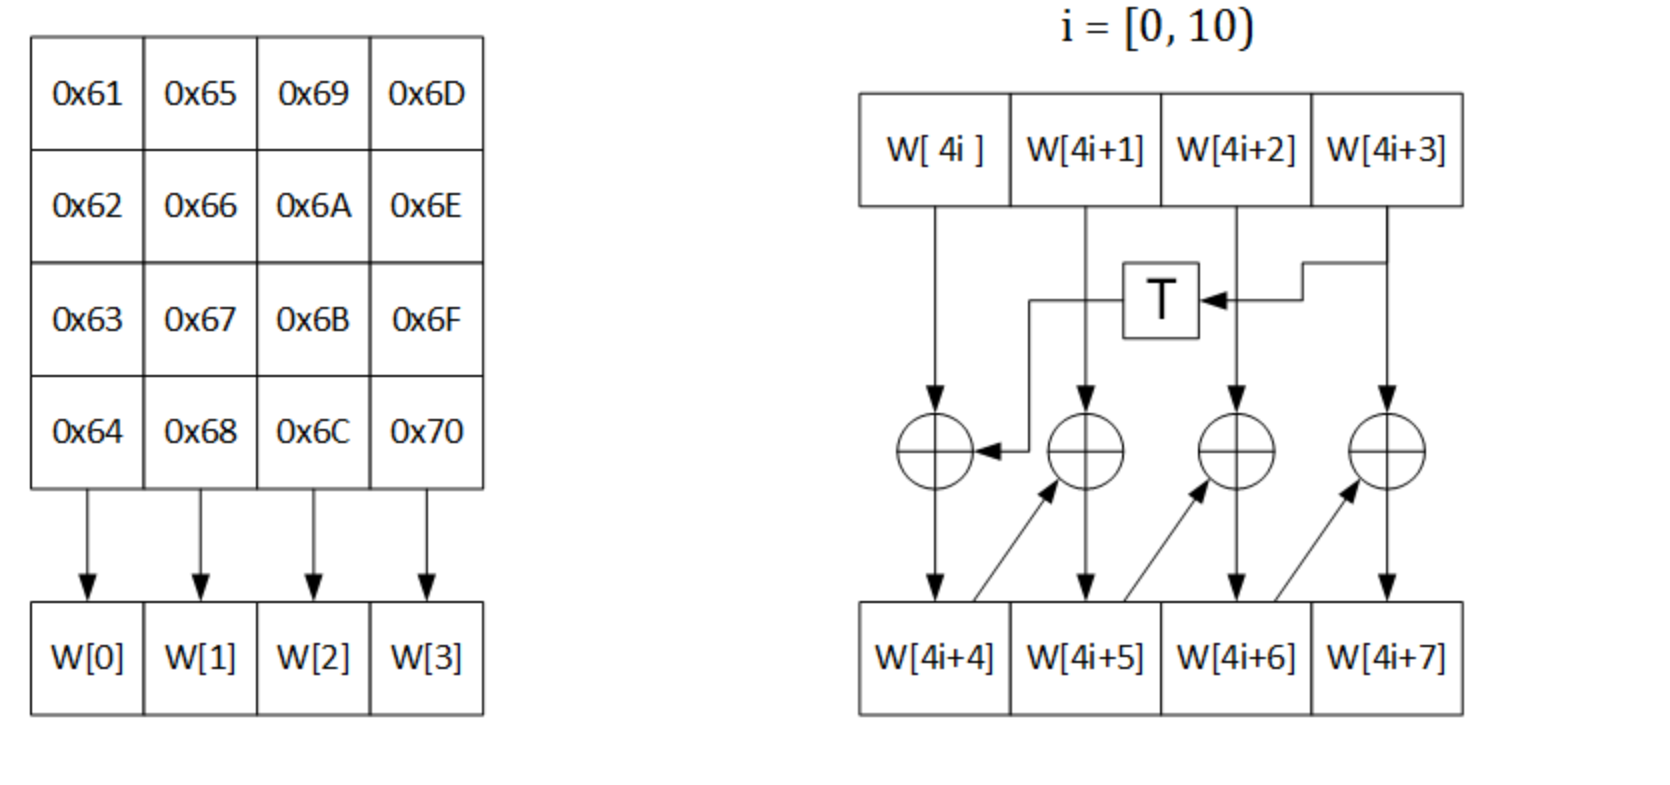 i = [0, 10)
0x61 0x65 0x69 0x6D
0x62 0x66 0x6A 0x6E
0x63 0x67 0x6B 0x6F
0x64 0x68 0x6C 0x70
W[0] W[1] W[2] W[3]
W[ 4i ] W[4i+1] W[4i+2] W[4i+3]
T
W[4i+4] W[4i+5] W[4i+6] W[4i+7]